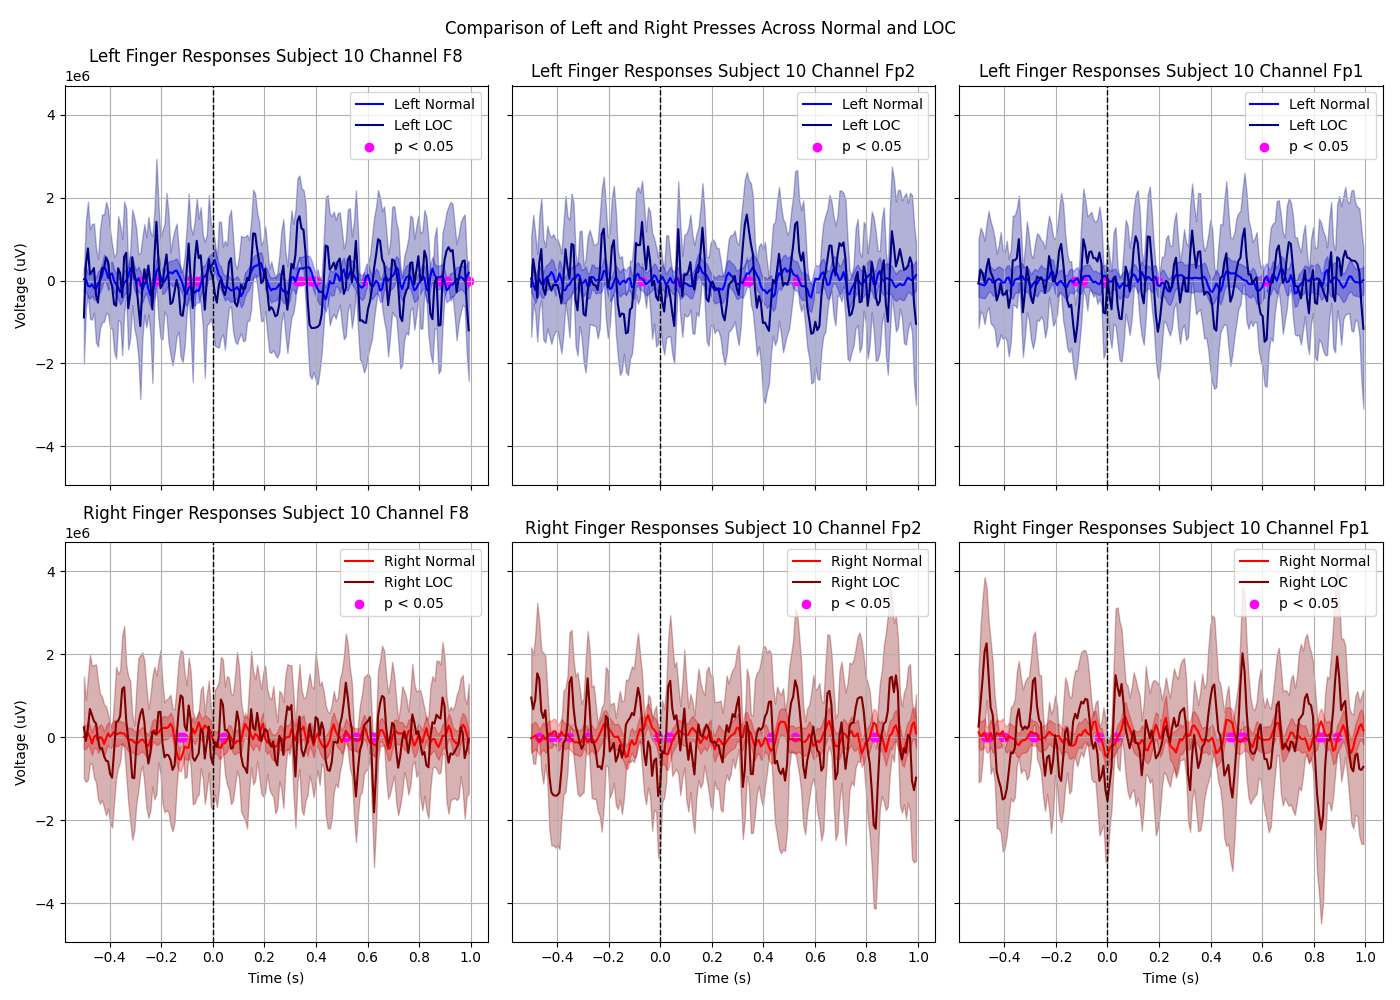 Comparison of Left and Right Presses Across Normal and LOC
Left Finger Responses Subject 10 Channel F8
1e6
Left Normal
Left LOC
p < 0.05
4
2
0
−2
−4
Voltage (uV)
Left Finger Responses Subject 10 Channel Fp2
Left Normal
Left LOC
p < 0.05
Left Finger Responses Subject 10 Channel Fp1
Left Normal
Left LOC
p < 0.05
Right Finger Responses Subject 10 Channel F8
1e6
Right Normal
Right LOC
p < 0.05
4
2
0
−2
−4
Voltage (uV)
−0.4 −0.2 0.0 0.2 0.4 0.6 0.8 1.0
Time (s)
Right Finger Responses Subject 10 Channel Fp2
Right Normal
Right LOC
p < 0.05
−0.4 −0.2 0.0 0.2 0.4 0.6 0.8 1.0
Time (s)
Right Finger Responses Subject 10 Channel Fp1
Right Normal
Right LOC
p < 0.05
−0.4 −0.2 0.0 0.2 0.4 0.6 0.8 1.0
Time (s)